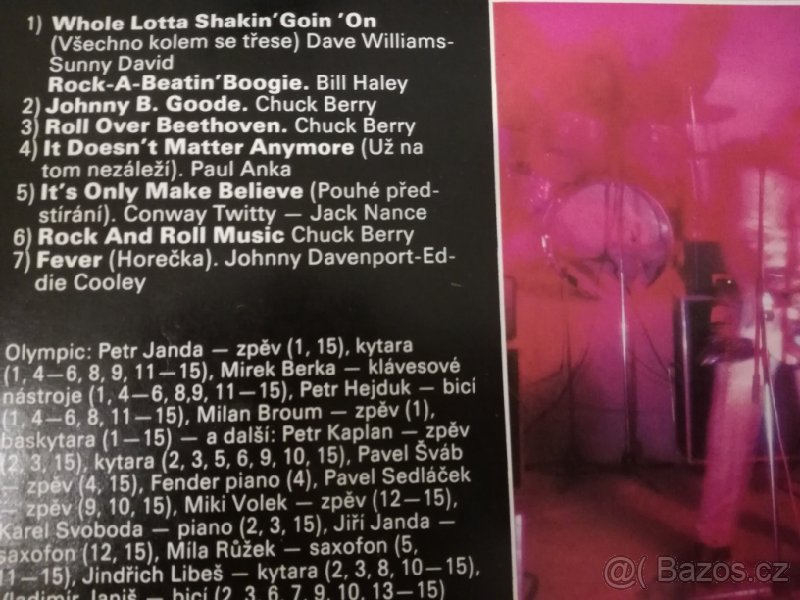 1) Whole Lotta Shakin'Goin 'On
(Všechno kolem se třese) Dave Williams-
Sunny David
Rock-A-Beatin'Boogie. Bill Haley
2) Johnny B. Goode. Chuck Berry
3) Roll Over Beethoven. Chuck Berry
4) It Doesn't Matter Anymore (Už na
tom nezáleží). Paul Anka
5) It's Only Make Believe (Pouhé před-
stírání). Conway Twitty — Jack Nance
6) Rock And Roll Music Chuck Berry
7) Fever (Horečka). Johnny Davenport-Ed-
die Cooley
Olympic: Petr Janda — zpěv (1, 15), kytara
(1, 4—6, 8, 9, 11—15), Mirek Berka — klávesové
nástroje (1, 4—6, 8,9, 11—15), Petr Hejduk — bicí
(1, 4—6, 8, 11—15), Milan Broum — zpěv (1),
baskytara (1—15) — a další: Petr Kaplan — zpěv
(2, 3, 15), kytara (2, 3, 5, 6, 9, 10, 15), Pavel Šváb
— zpěv (4, 15), Fender piano (4), Pavel Sedláček
— zpěv (9, 10, 15), Miki Volek — zpěv (12—15),
Karel Svoboda — piano (2, 3, 15), Jiří Janda —
saxofon (12, 15), Míla Růžek — saxofon (5,
11—15), Jindřich Libeš — kytara (2, 3, 8, 10—15),
Vladimír Janiš — bicí (2, 3, 6, 7, 9, 10, 13—15)
@ Bazoš.cz